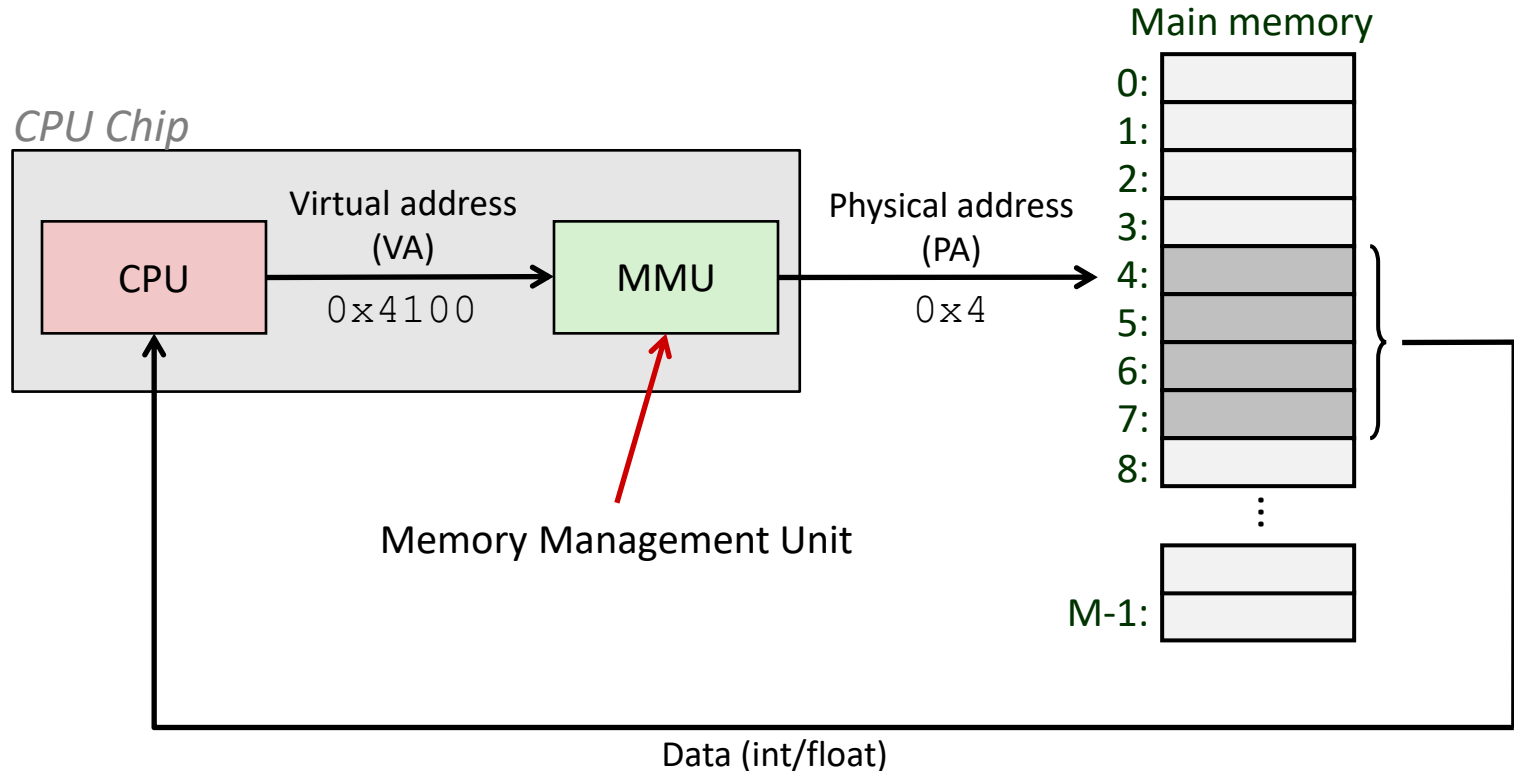 Main memory
CPU Chip
0:
1:
2:
3:
4:
5:
6:
7:
8:
⋮
M-1:
Virtual address
(VA)
CPU
MMU
0x4100
Physical address
(PA)
0x4
Memory Management Unit
Data (int/float)